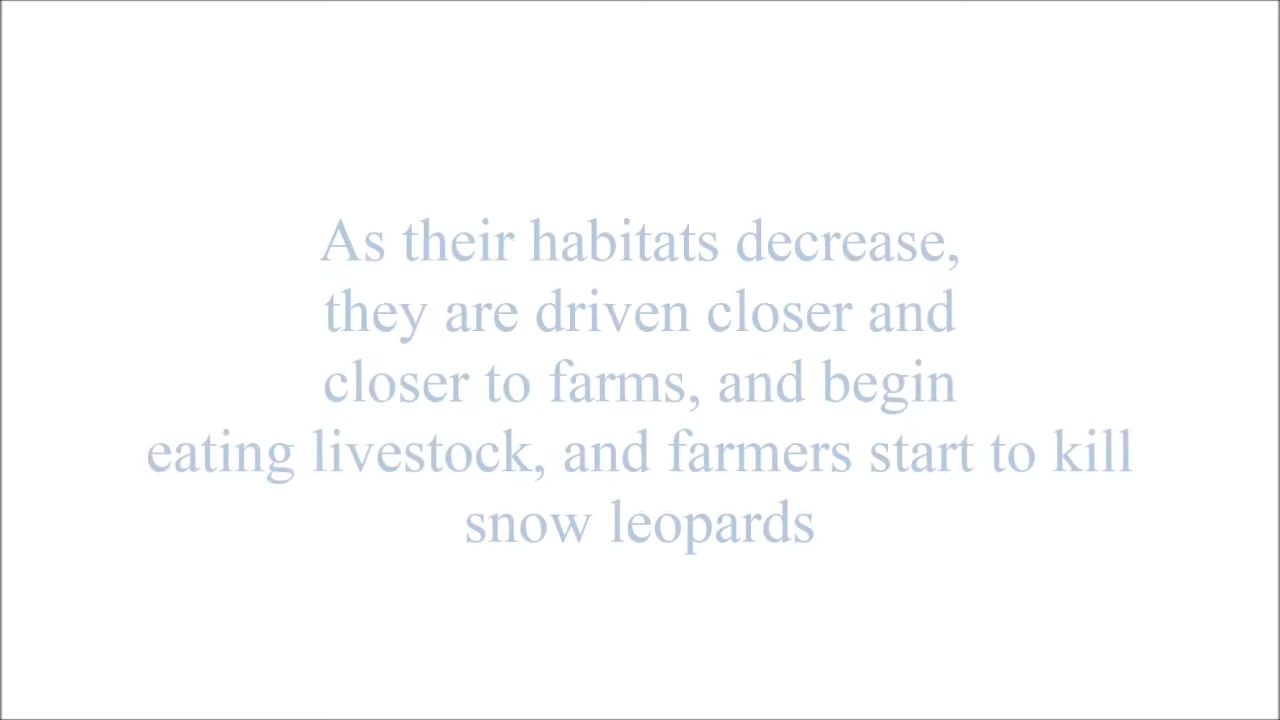 As their habitats decrease,
they are driven closer and
closer to farms, and begin
eating livestock, and farmers start to kill
snow leopards